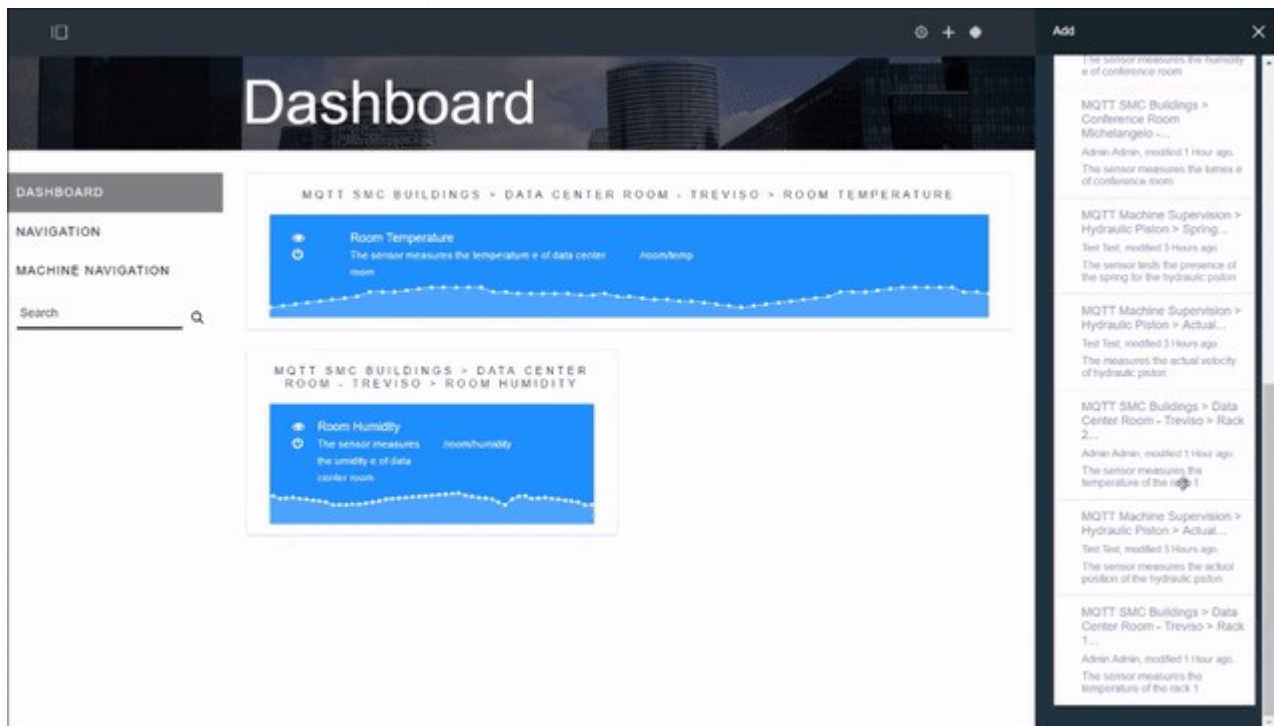 Add
Dashboard
DASHBOARD
NAVIGATION
MACHINE NAVIGATION
Search
MQTT SMC BUILDINGS > DATA CENTER ROOM - TREVISO > ROOM TEMPERATURE
Room Temperature
The sensor measures the temperature e of data center
room
/room/temp
MQTT SMC BUILDINGS > DATA CENTER
ROOM - TREVISO > ROOM HUMIDITY
Room Humidity
The sensor measures
the umidity e of data
center room
/room/humidity
The sensor measures the humidity
e of conference room
MQTT SMC Buildings >
Conference Room
Michelangelo -...
Admin Admin, modified 1 Hour ago.
The sensor measures the lumex e
of conference room
MQTT Machine Supervision >
Hydraulic Piston > Spring...
Test Test, modified 3 Hours ago.
The sensor tests the presence of
the spring for the hydraulic piston
MQTT Machine Supervision >
Hydraulic Piston > Actual...
Test Test, modified 3 Hours ago.
The measures the actual velocity
of hydraulic piston
MQTT SMC Buildings > Data
Center Room - Treviso > Rack
2...
Admin Admin, modified 1 Hour ago.
The sensor measures the
temperature of the 1
MQTT Machine Supervision >
Hydraulic Piston > Actual...
Test Test, modified 3 Hours ago.
The sensor measures the actuol
position of the hydraulic piston
MQTT SMC Buildings > Data
Center Room - Treviso > Rack
1...
Admin Admin, modified 1 Hour ago.
The sensor measures the
temperature of the rack 1